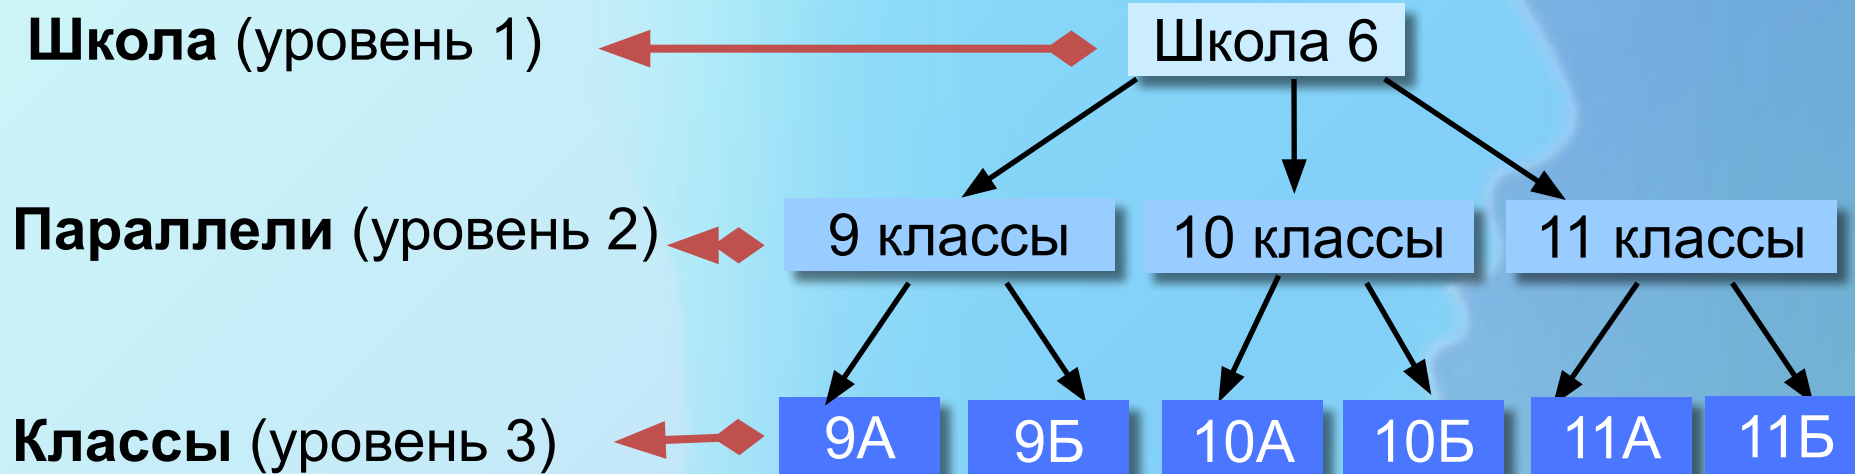 Школа (уровень 1)
Школа 6
Параллели (уровень 2)
9 классы
10 классы
11 классы
Классы (уровень 3)
9А
9Б
10А
10Б
11А
11Б